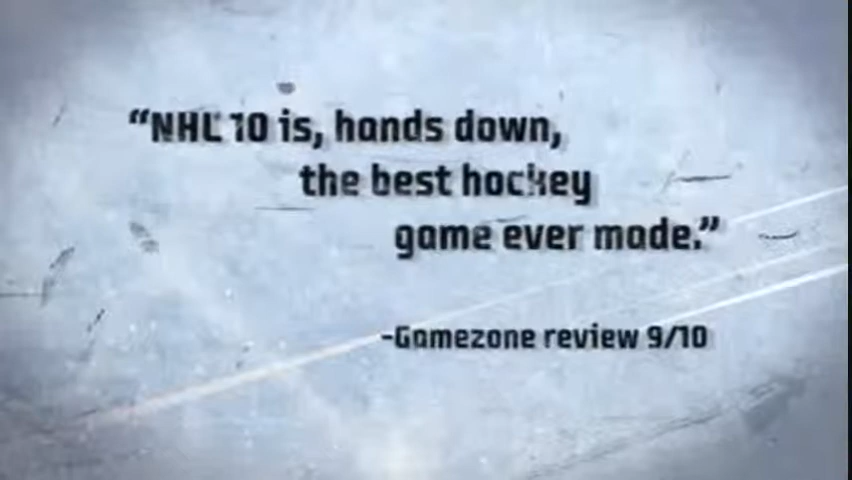 “NHL 10 is, hands down,
the best hockey
game ever made.”
-Gamezone review 9/10